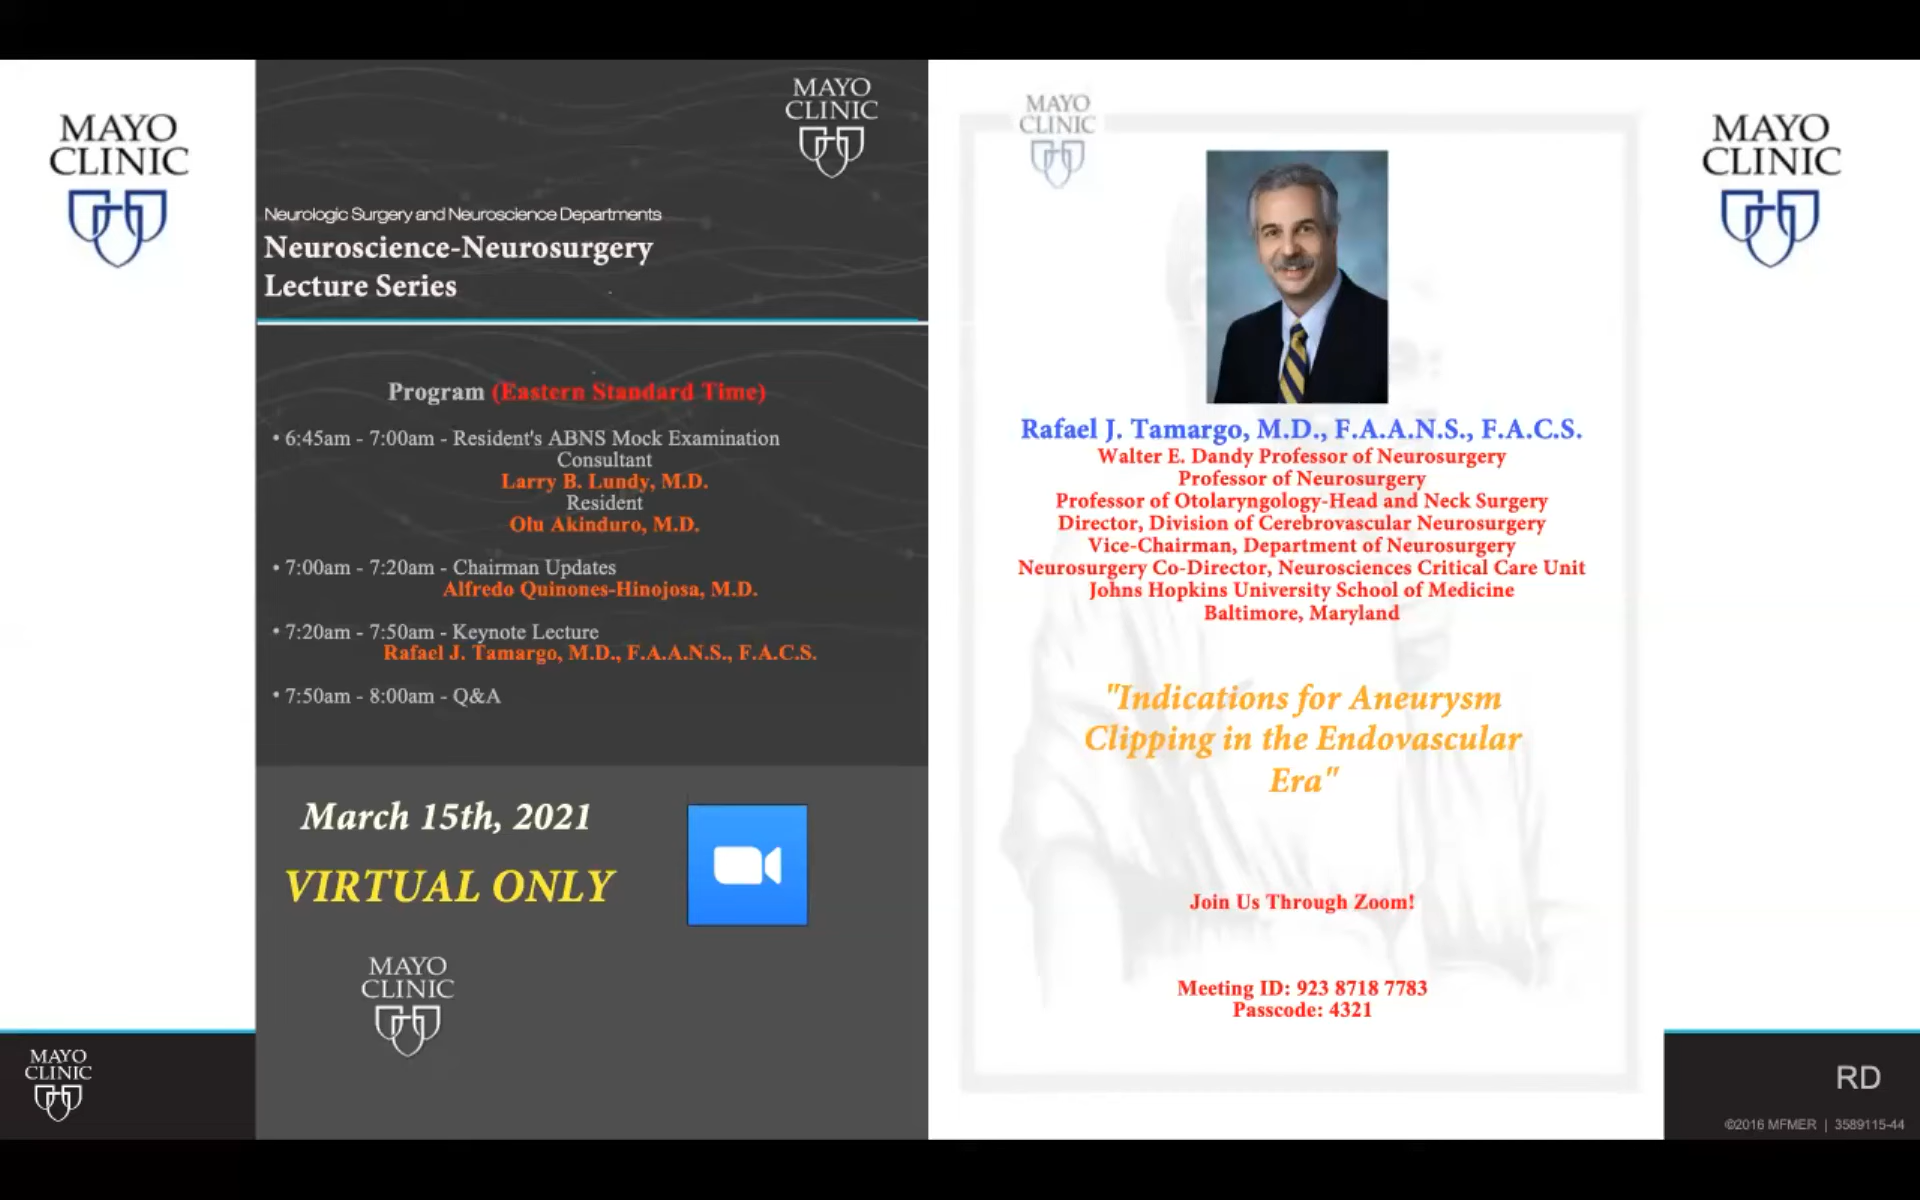 MAYO
CLINIC
MAYO
CLINIC
Neurologic Surgery and Neuroscience Departments
Neuroscience-Neurosurgery
Lecture Series
Program (Eastern Standard Time)
• 6:45am - 7:00am - Resident's ABNS Mock Examination
Consultant
Larry B. Lundy, M.D.
Resident
Olu Akinduro, M.D.
• 7:00am - 7:20am - Chairman Updates
Alfredo Quinones-Hinojosa, M.D.
• 7:20am - 7:50am - Keynote Lecture
Rafael J. Tamargo, M.D., F.A.A.N.S., F.A.C.S.
• 7:50am - 8:00am - Q&A
March 15th, 2021
VIRTUAL ONLY
MAYO
CLINIC
MAYO
CLINIC
MAYO
CLINIC
Rafael J. Tamargo, M.D., F.A.A.N.S., F.A.C.S.
Walter E. Dandy Professor of Neurosurgery
Professor of Neurosurgery
Professor of Otolaryngology-Head and Neck Surgery
Director, Division of Cerebrovascular Neurosurgery
Vice-Chairman, Department of Neurosurgery
Neurosurgery Co-Director, Neurosciences Critical Care Unit
Johns Hopkins University School of Medicine
Baltimore, Maryland
"Indications for Aneurysm
Clipping in the Endovascular
Era"
Join Us Through Zoom!
Meeting ID: 923 8718 7783
Passcode: 4321
MAYO
CLINIC
RD
©2016 MFMER | 3589115-44